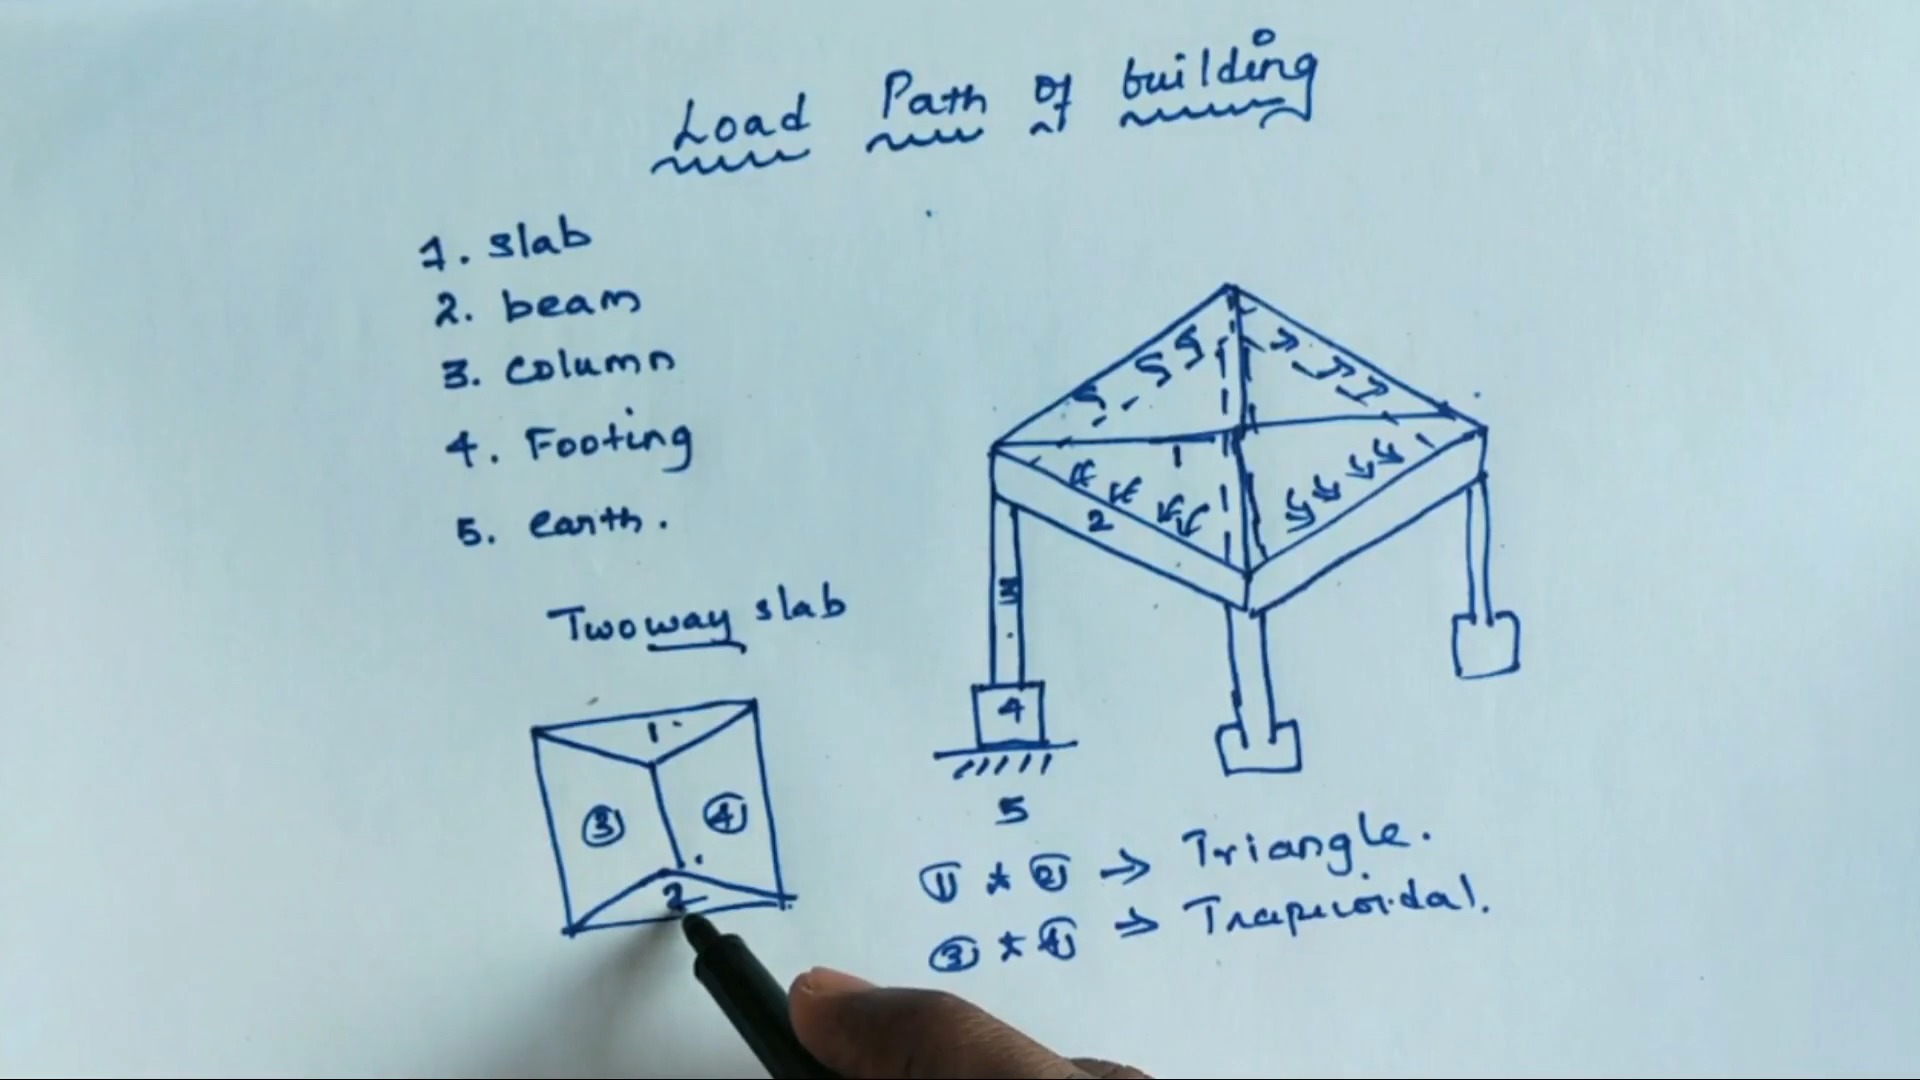 Load Path of building
1. slab
2. beam
3. column
4. Footing
5. earth.
Twoway slab
1
2
3
4
5
1
3
4
2
① & ② → Triangle.
③ & ④ → Trapezoidal.